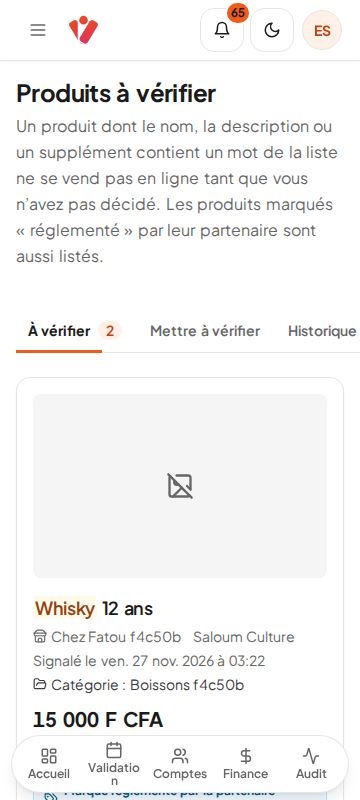 65
ES
Produits à vérifier
Un produit dont le nom, la description ou
un supplément contient un mot de la liste
ne se vend pas en ligne tant que vous
n'avez pas décidé. Les produits marqués
« réglementé » par leur partenaire sont
aussi listés.
À vérifier 2 Mettre à vérifier Historique
Whisky 12 ans
Chez Fatou f4c50b Saloum Culture
Signalé le ven. 27 nov. 2026 à 03:22
Catégorie : Boissons f4c50b
15 000 F CFA
Accueil Validatio
n Comptes Finance Audit